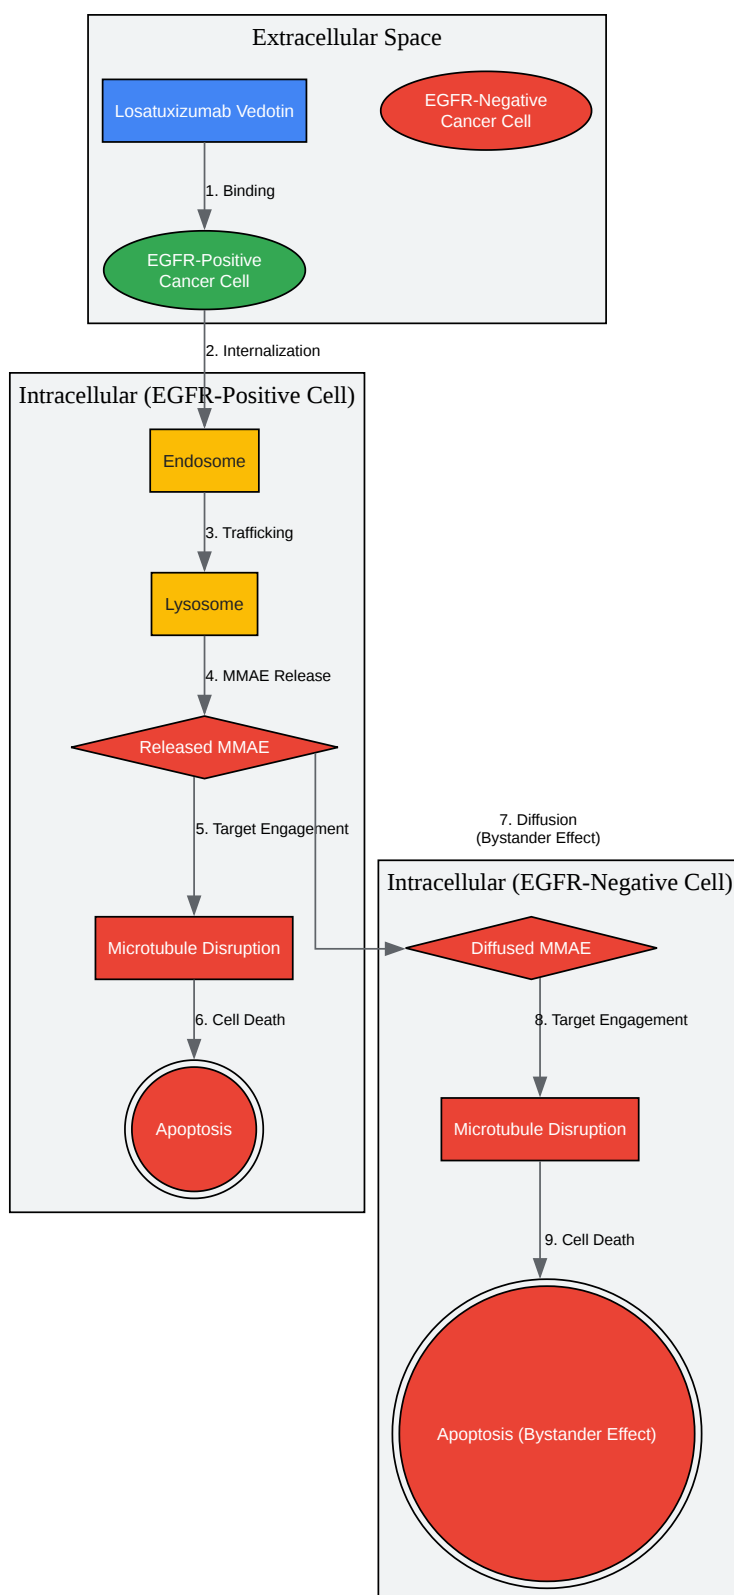 Extracellular Space
Losatuxizumab Vedotin
EGFR-Negative
Cancer Cell
1. Binding
EGFR-Positive
Cancer Cell
2. Internalization
Intracellular (EGFR-Positive Cell)
Endosome
3. Trafficking
Lysosome
4. MMAE Release
Released MMAE
5. Target Engagement
7. Diffusion
(Bystander Effect)
Intracellular (EGFR-Negative Cell)
Microtubule Disruption
Diffused MMAE
6. Cell Death
8. Target Engagement
Apoptosis
Microtubule Disruption
9. Cell Death
Apoptosis (Bystander Effect)